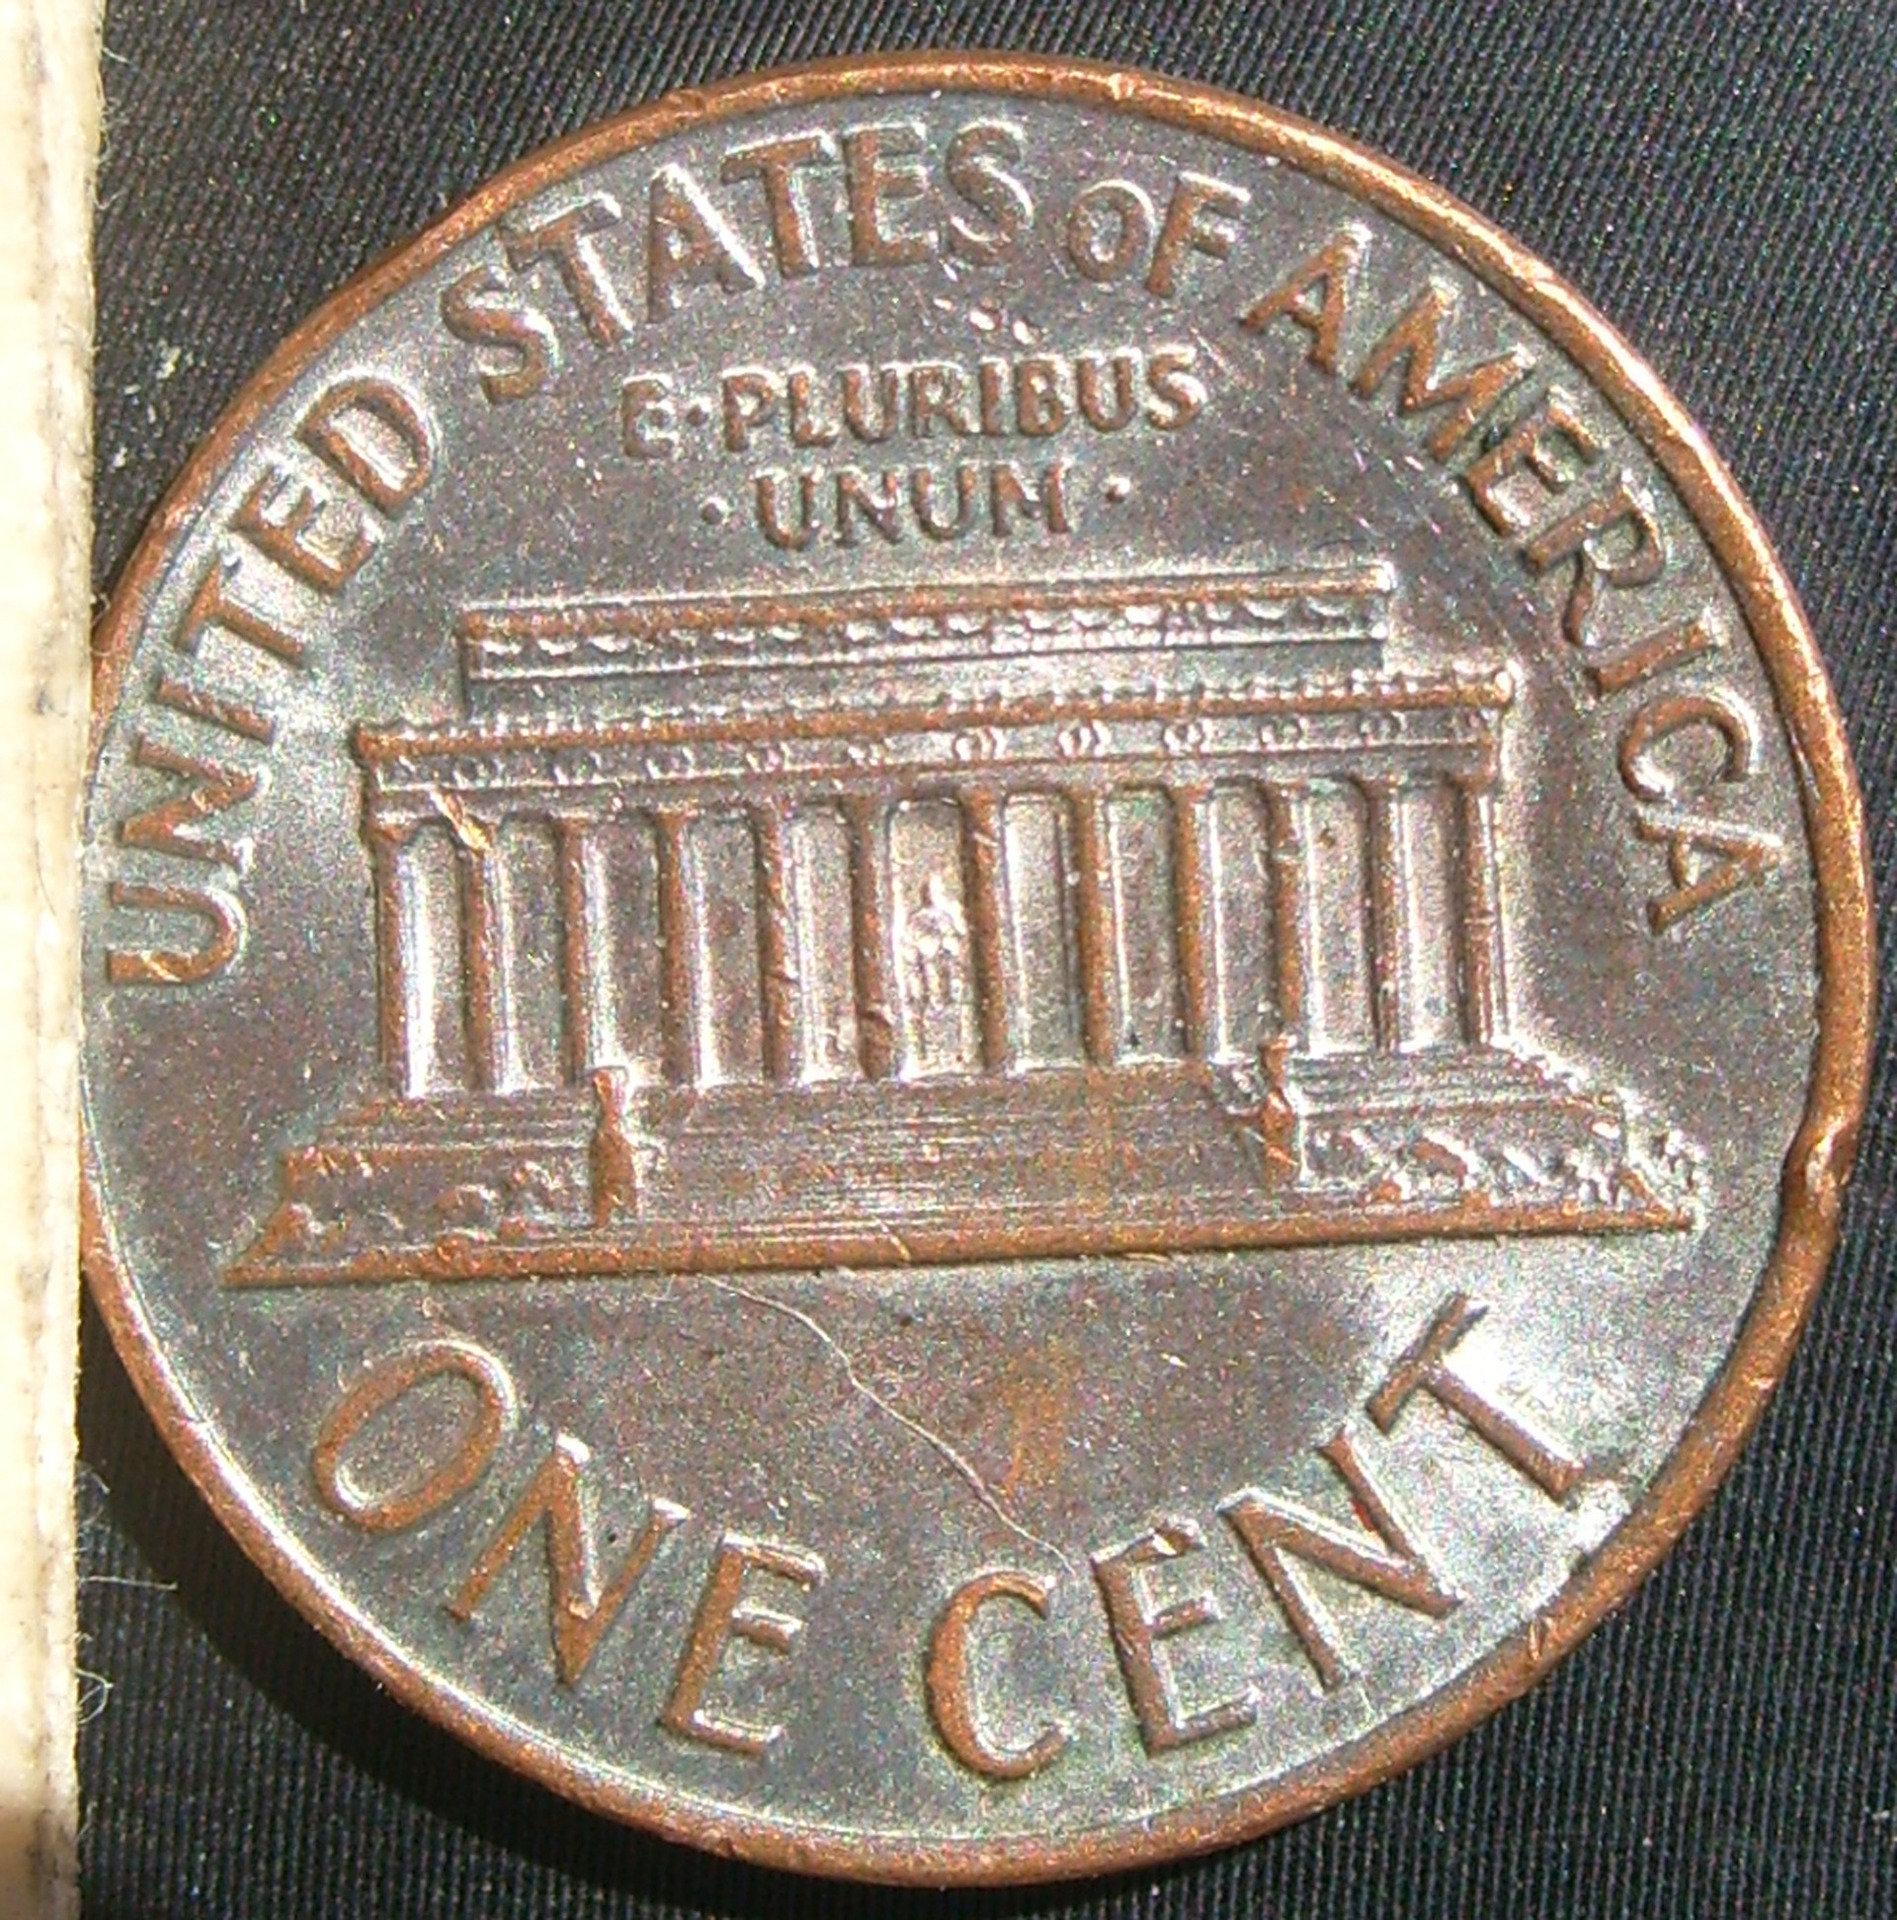 UNITED STATES OF AMERICA
E·PLURIBUS
·UNUM·
ONE CENT